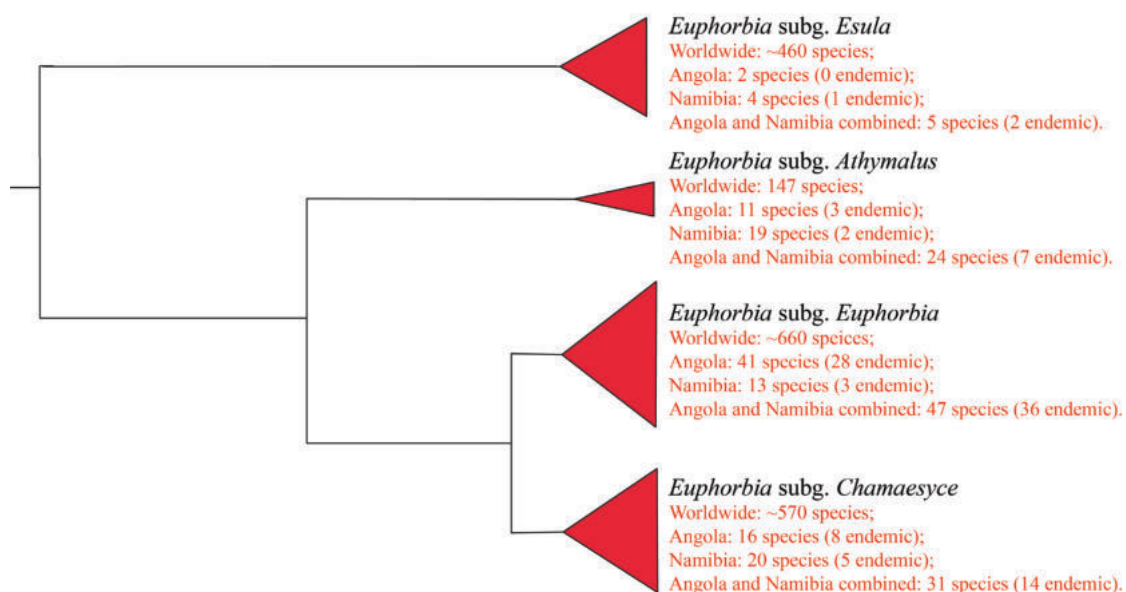 Euphorbia subg. Esula
Worldwide: ~460 species;
Angola: 2 species (0 endemic);
Namibia: 4 species (1 endemic);
Angola and Namibia combined: 5 species (2 endemic).
Euphorbia subg. Athymalus
Worldwide: 147 species;
Angola: 11 species (3 endemic);
Namibia: 19 species (2 endemic);
Angola and Namibia combined: 24 species (7 endemic).
Euphorbia subg. Euphorbia
Worldwide: ~660 speices;
Angola: 41 species (28 endemic);
Namibia: 13 species (3 endemic);
Angola and Namibia combined: 47 species (36 endemic).
Euphorbia subg. Chamaesyce
Worldwide: ~570 species;
Angola: 16 species (8 endemic);
Namibia: 20 species (5 endemic);
Angola and Namibia combined: 31 species (14 endemic).